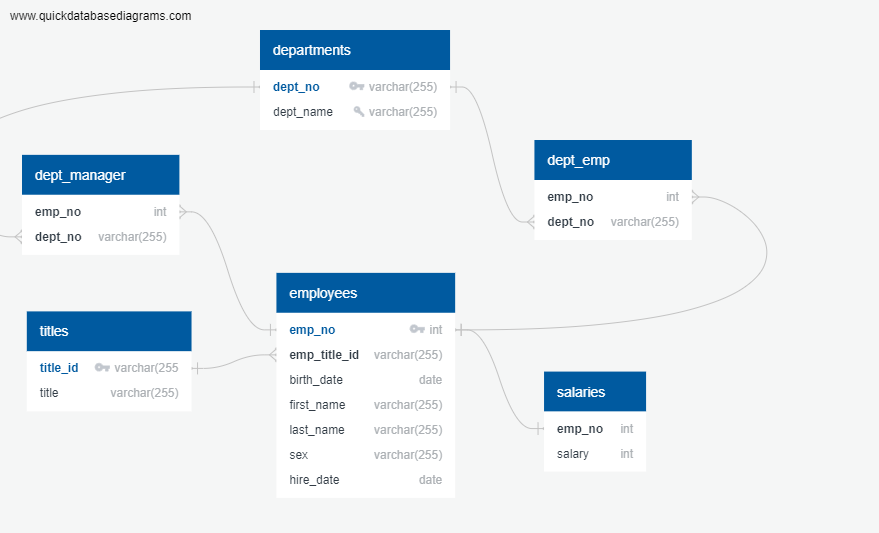 www.quickdatabasediagrams.com
departments
dept_no varchar(255)
dept_name varchar(255)
dept_emp
emp_no int
dept_no varchar(255)
dept_manager
emp_no int
dept_no varchar(255)
employees
emp_no int
emp_title_id varchar(255)
birth_date date
first_name varchar(255)
last_name varchar(255)
sex varchar(255)
hire_date date
titles
title_id varchar(255
title varchar(255)
salaries
emp_no int
salary int